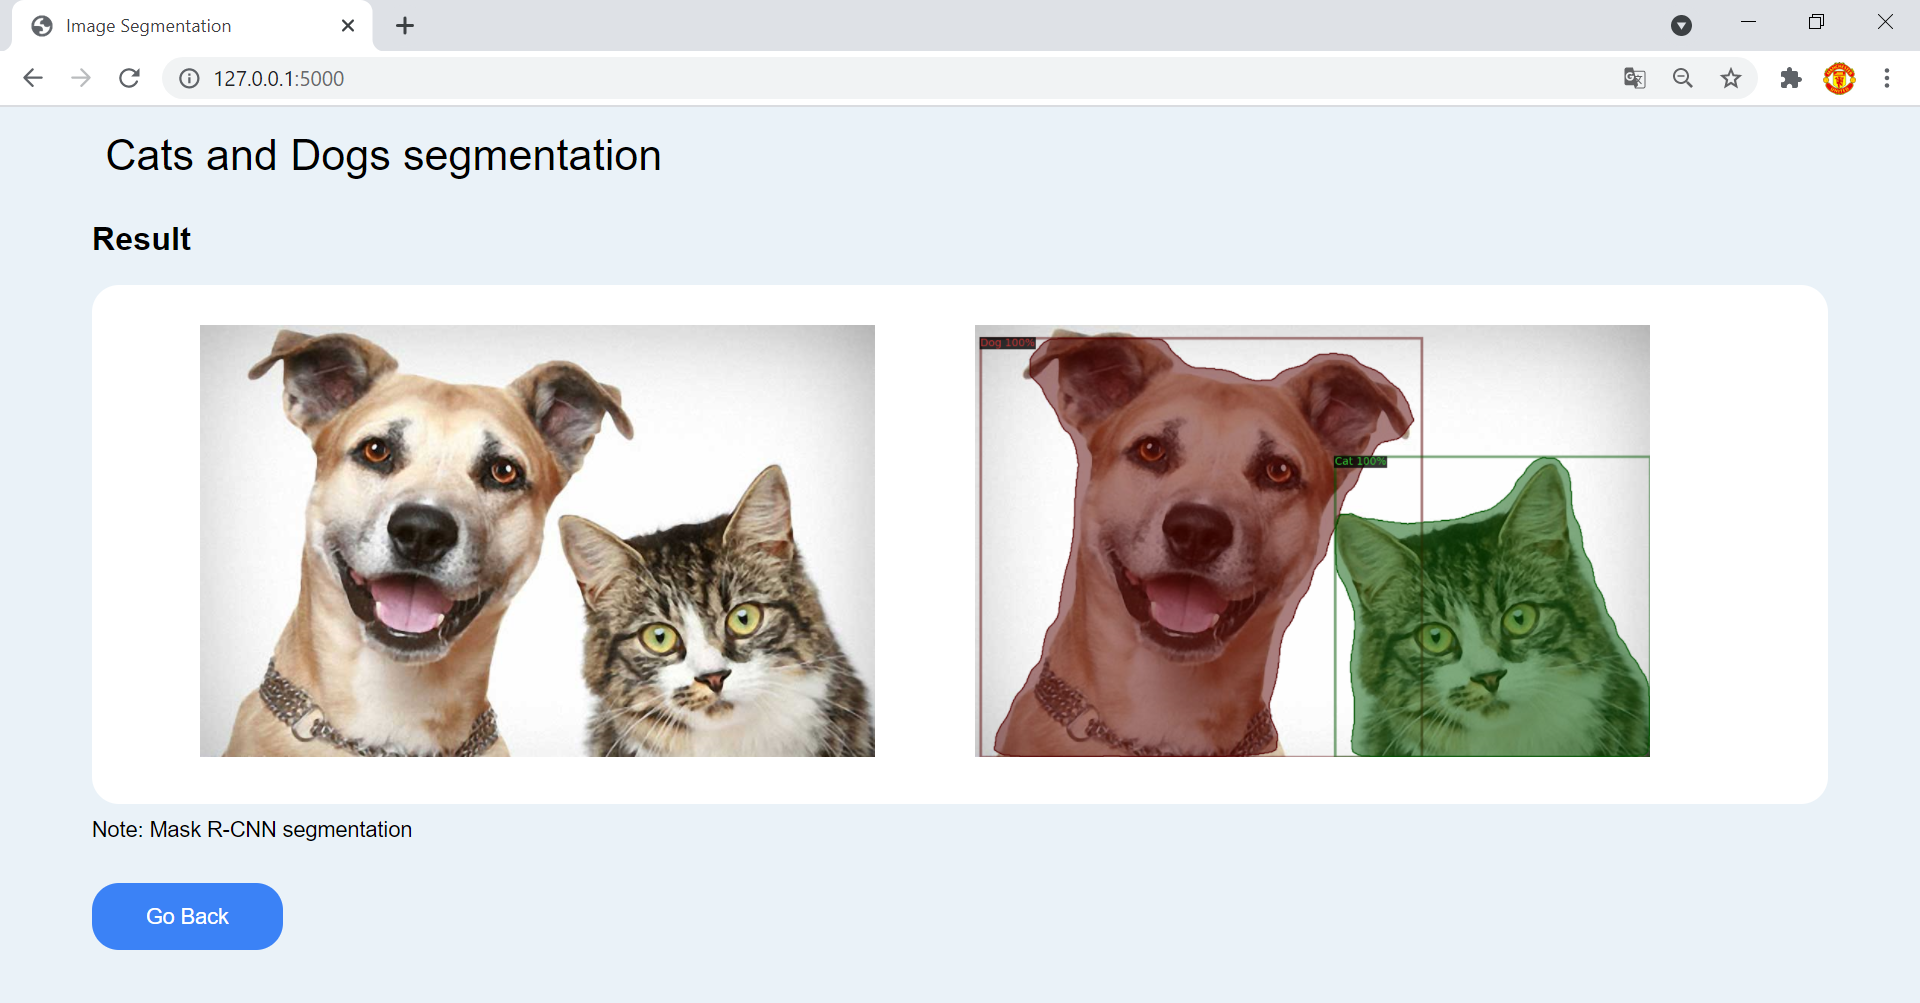 Image Segmentation
127.0.0.1:5000
Cats and Dogs segmentation
Result
Dog 100%
Cat 100%
Note: Mask R-CNN segmentation
Go Back